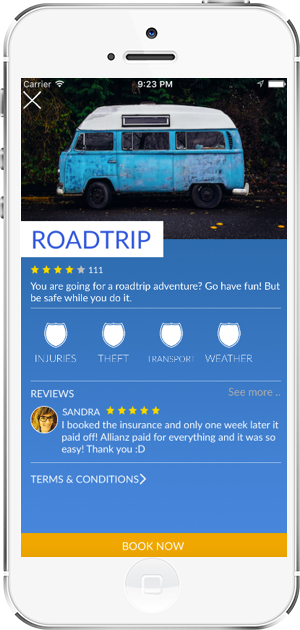 Carrier 9:23 PM
ROADTRIP
111
You are going for a roadtrip adventure? Go have fun! But
be safe while you do it.
INJURIES THEFT TRANSPORT WEATHER
REVIEWS See more ..
SANDRA
I booked the insurance and only one week later it
paid off! Allianz paid for everything and it was so
easy! Thank you :D
TERMS & CONDITIONS
BOOK NOW